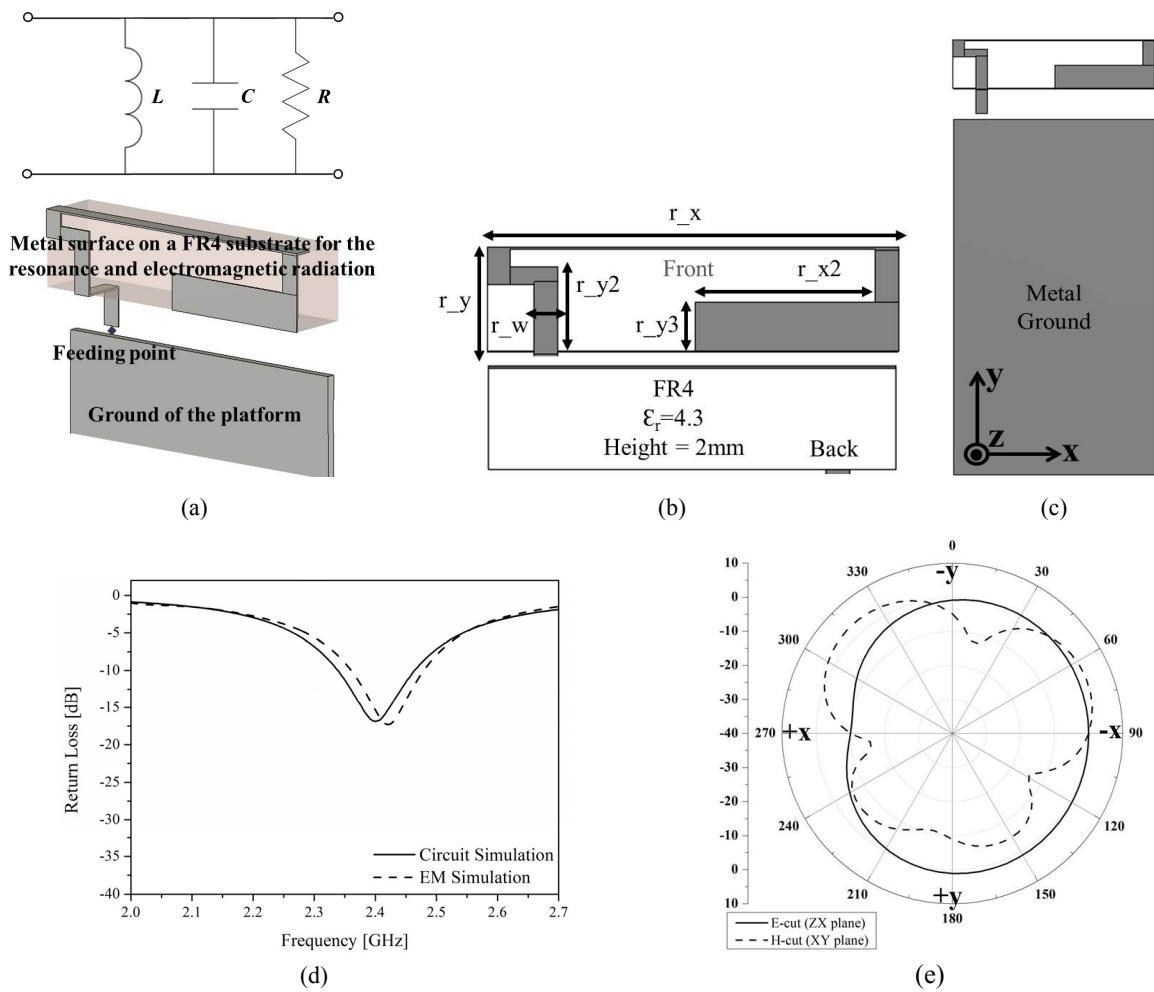 L
C
R
Metal surface on a FR4 substrate for the
resonance and electromagnetic radiation
Feeding point
Ground of the platform
(a)
r_x
Front
r_x2
r_y
r_y2
r_w
r_y3
FR4
Ɛr=4.3
Height = 2mm
Back
(b)
Metal
Ground
y
z
x
(c)
0
-5
-10
-15
-20
-25
-30
-35
-40
Return Loss [dB]
Circuit Simulation
EM Simulation
2.0
2.1
2.2
2.3
2.4
2.5
2.6
2.7
Frequency [GHz]
(d)
10
0
-10
-20
-30
-40
-30
-20
-10
0
10
0
30
60
90
120
150
180
210
240
270
300
330
-y
-x
+y
+x
E-cut (ZX plane)
H-cut (XY plane)
(e)